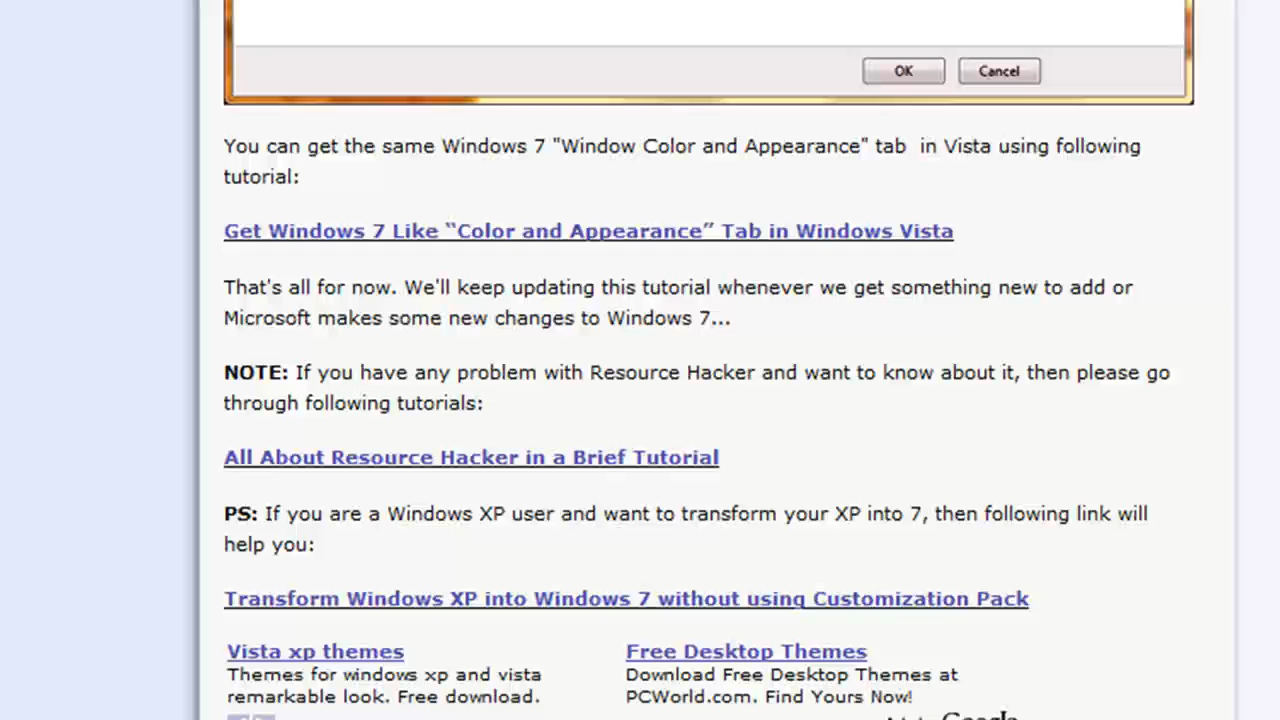 OK Cancel
You can get the same Windows 7 "Window Color and Appearance" tab  in Vista using following
tutorial:
Get Windows 7 Like “Color and Appearance” Tab in Windows Vista
That's all for now. We'll keep updating this tutorial whenever we get something new to add or
Microsoft makes some new changes to Windows 7...
NOTE: If you have any problem with Resource Hacker and want to know about it, then please go
through following tutorials:
All About Resource Hacker in a Brief Tutorial
PS: If you are a Windows XP user and want to transform your XP into 7, then following link will
help you:
Transform Windows XP into Windows 7 without using Customization Pack
Vista xp themes
Themes for windows xp and vista
remarkable look. Free download.
Free Desktop Themes
Download Free Desktop Themes at
PCWorld.com. Find Yours Now!